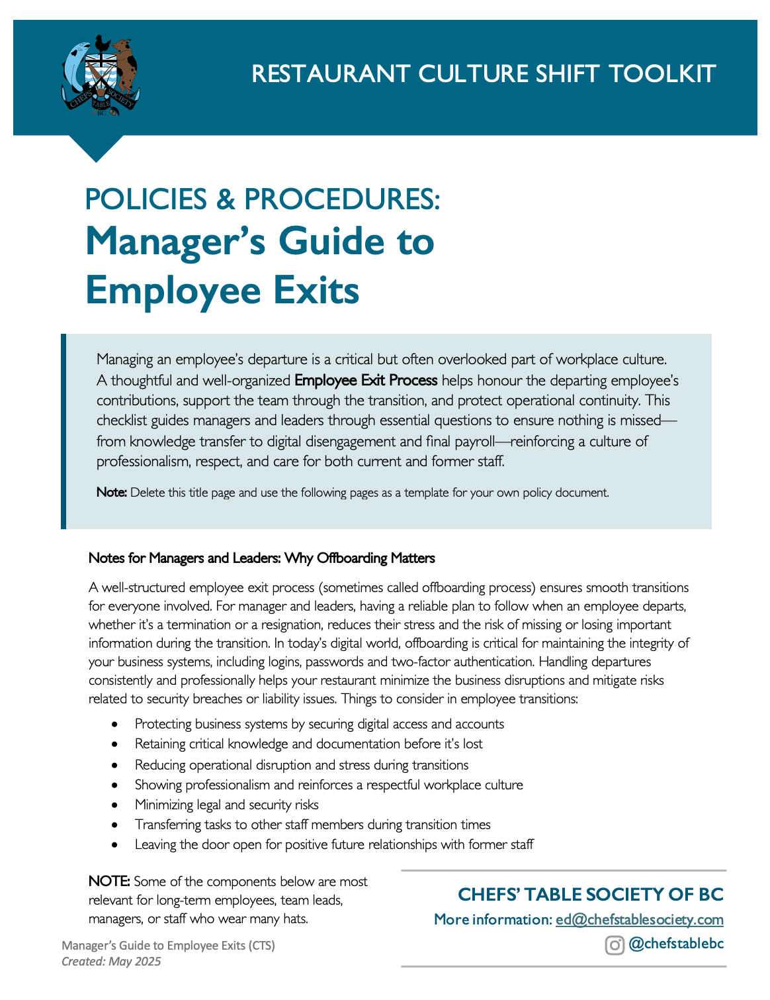 CHEFS' TABLE SOCIETY
BC
RESTAURANT CULTURE SHIFT TOOLKIT
POLICIES & PROCEDURES:
Manager's Guide to
Employee Exits
Managing an employee's departure is a critical but often overlooked part of workplace culture.
A thoughtful and well-organized Employee Exit Process helps honour the departing employee's
contributions, support the team through the transition, and protect operational continuity. This
checklist guides managers and leaders through essential questions to ensure nothing is missed—
from knowledge transfer to digital disengagement and final payroll—reinforcing a culture of
professionalism, respect, and care for both current and former staff.
Note: Delete this title page and use the following pages as a template for your own policy document.
Notes for Managers and Leaders: Why Offboarding Matters
A well-structured employee exit process (sometimes called offboarding process) ensures smooth transitions
for everyone involved. For manager and leaders, having a reliable plan to follow when an employee departs,
whether it's a termination or a resignation, reduces their stress and the risk of missing or losing important
information during the transition. In today's digital world, offboarding is critical for maintaining the integrity of
your business systems, including logins, passwords and two-factor authentication. Handling departures
consistently and professionally helps your restaurant minimize the business disruptions and mitigate risks
related to security breaches or liability issues. Things to consider in employee transitions:
• Protecting business systems by securing digital access and accounts
• Retaining critical knowledge and documentation before it's lost
• Reducing operational disruption and stress during transitions
• Showing professionalism and reinforces a respectful workplace culture
• Minimizing legal and security risks
• Transferring tasks to other staff members during transition times
• Leaving the door open for positive future relationships with former staff
NOTE: Some of the components below are most
relevant for long-term employees, team leads,
managers, or staff who wear many hats.
CHEFS' TABLE SOCIETY OF BC
More information: ed@chefstablesociety.com
@chefstablebc
Manager's Guide to Employee Exits (CTS)
Created: May 2025